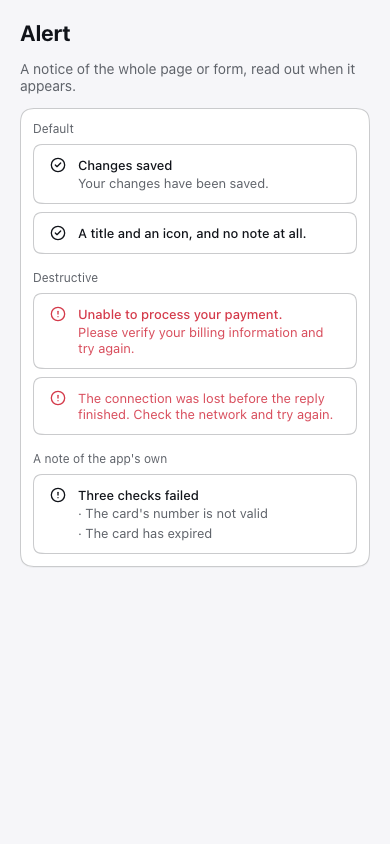 Alert
A notice of the whole page or form, read out when it
appears.
Default
Changes saved
Your changes have been saved.
A title and an icon, and no note at all.
Destructive
Unable to process your payment.
Please verify your billing information and
try again.
The connection was lost before the reply
finished. Check the network and try again.
A note of the app's own
Three checks failed
· The card's number is not valid
· The card has expired